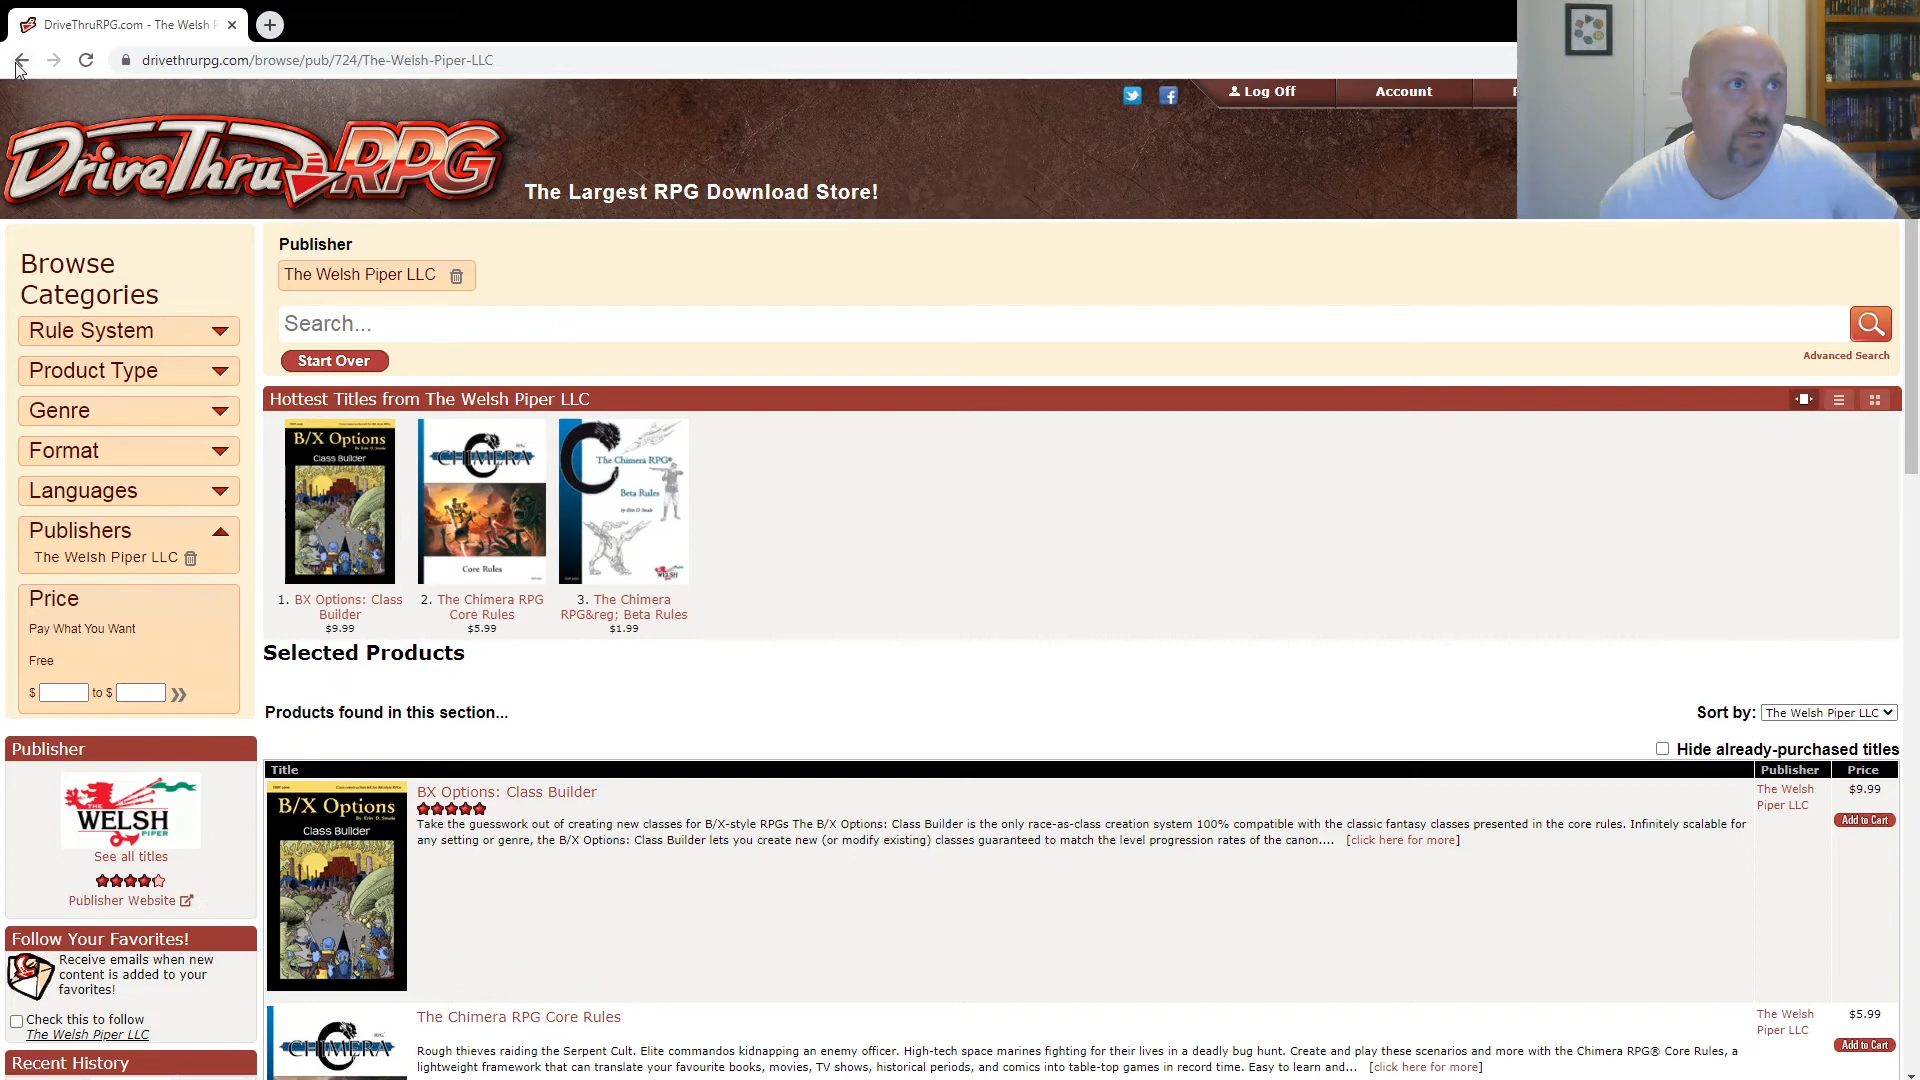 DriveThruRPG.com - The Welsh P
drivethrurpg.com/browse/pub/724/The-Welsh-Piper-LLC
Log Off
Account
DriveThruRPG
The Largest RPG Download Store!
Browse
Categories
Rule System
Product Type
Genre
Format
Languages
Publishers
The Welsh Piper LLC
Price
Pay What You Want
Free
$ to $
Publisher
THE
WELSH
PIPER
See all titles
Publisher Website
Follow Your Favorites!
Receive emails when new
content is added to your
favorites!
Check this to follow
The Welsh Piper LLC
Recent History
Publisher
The Welsh Piper LLC
Search...
Start Over
Advanced Search
Hottest Titles from The Welsh Piper LLC
B/X Options
By Erin D. Smale
Class Builder
CHIMERA
RPG
Core Rules
The Chimera RPG®
Beta Rules
by Erin D. Smale
WELSH
1. BX Options: Class
Builder
$9.99
2. The Chimera RPG
Core Rules
$5.99
3. The Chimera
RPG&reg; Beta Rules
$1.99
Selected Products
Products found in this section...
Sort by: The Welsh Piper LLC
Hide already-purchased titles
Title Publisher Price
B/X Options
By Erin D. Smale
Class Builder
BX Options: Class Builder
Take the guesswork out of creating new classes for B/X-style RPGs The B/X Options: Class Builder is the only race-as-class creation system 100% compatible with the classic fantasy classes presented in the core rules. Infinitely scalable for
any setting or genre, the B/X Options: Class Builder lets you create new (or modify existing) classes guaranteed to match the level progression rates of the canon.... [click here for more]
The Welsh
Piper LLC
$9.99
Add to Cart
CHIMERA
RPG
The Chimera RPG Core Rules
Rough thieves raiding the Serpent Cult. Elite commandos kidnapping an enemy officer. High-tech space marines fighting for their lives in a deadly bug hunt. Create and play these scenarios and more with the Chimera RPG® Core Rules, a
lightweight framework that can translate your favourite books, movies, TV shows, historical periods, and comics into table-top games in record time. Easy to learn and... [click here for more]
The Welsh
Piper LLC
$5.99
Add to Cart